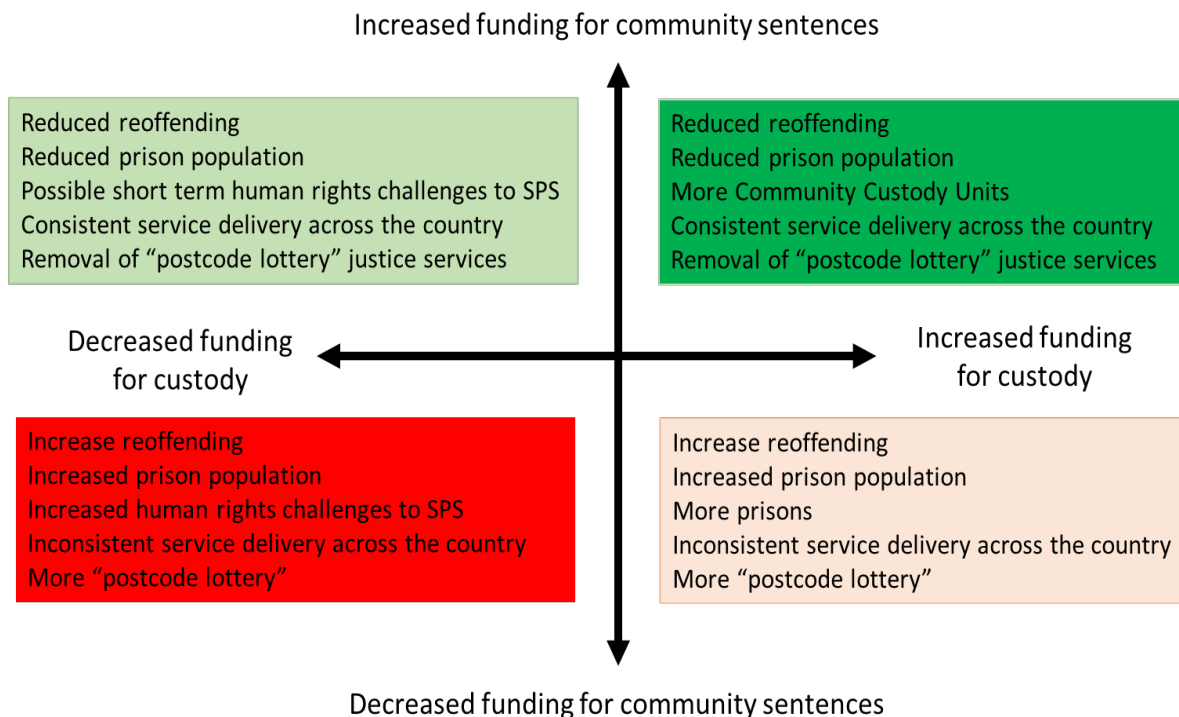 Increased funding for community sentences
Reduced reoffending
Reduced prison population
Possible short term human rights challenges to SPS
Consistent service delivery across the country
Removal of “postcode lottery” justice services
Reduced reoffending
Reduced prison population
More Community Custody Units
Consistent service delivery across the country
Removal of “postcode lottery” justice services
Decreased funding
for custody
Increased funding
for custody
Increase reoffending
Increased prison population
Increased human rights challenges to SPS
Inconsistent service delivery across the country
More “postcode lottery”
Increase reoffending
Increased prison population
More prisons
Inconsistent service delivery across the country
More “postcode lottery”
Decreased funding for community sentences